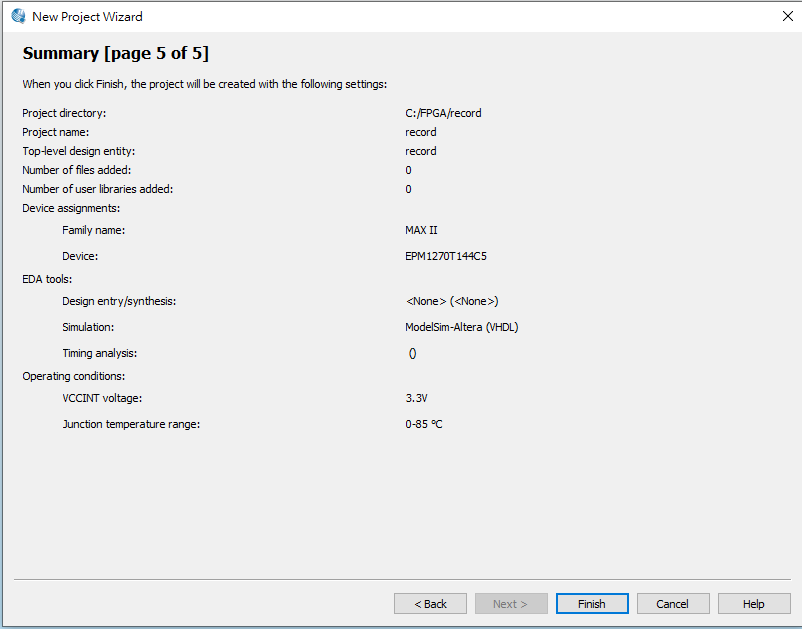 New Project Wizard
Summary [page 5 of 5]
When you click Finish, the project will be created with the following settings:
Project directory: C:/FPGA/record
Project name: record
Top-level design entity: record
Number of files added: 0
Number of user libraries added: 0
Device assignments:
Family name: MAX II
Device: EPM1270T144C5
EDA tools:
Design entry/synthesis: <None> (<None>)
Simulation: ModelSim-Altera (VHDL)
Timing analysis: ()
Operating conditions:
VCCINT voltage: 3.3V
Junction temperature range: 0-85 ºC
< Back Next > Finish Cancel Help